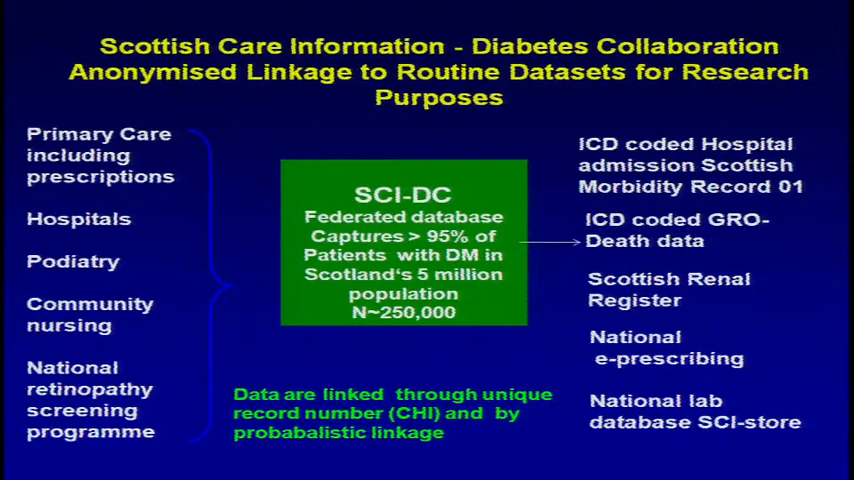 Scottish Care Information - Diabetes Collaboration
Anonymised Linkage to Routine Datasets for Research
Purposes
Primary Care
including
prescriptions
Hospitals
Podiatry
Community
nursing
National
retinopathy
screening
programme
SCI-DC
Federated database
Captures > 95% of
Patients with DM in
Scotland‘s 5 million
population
N~250,000
Data are linked through unique
record number (CHI) and by
probabalistic linkage
ICD coded Hospital
admission Scottish
Morbidity Record 01
ICD coded GRO-
Death data
Scottish Renal
Register
National
e-prescribing
National lab
database SCI-store